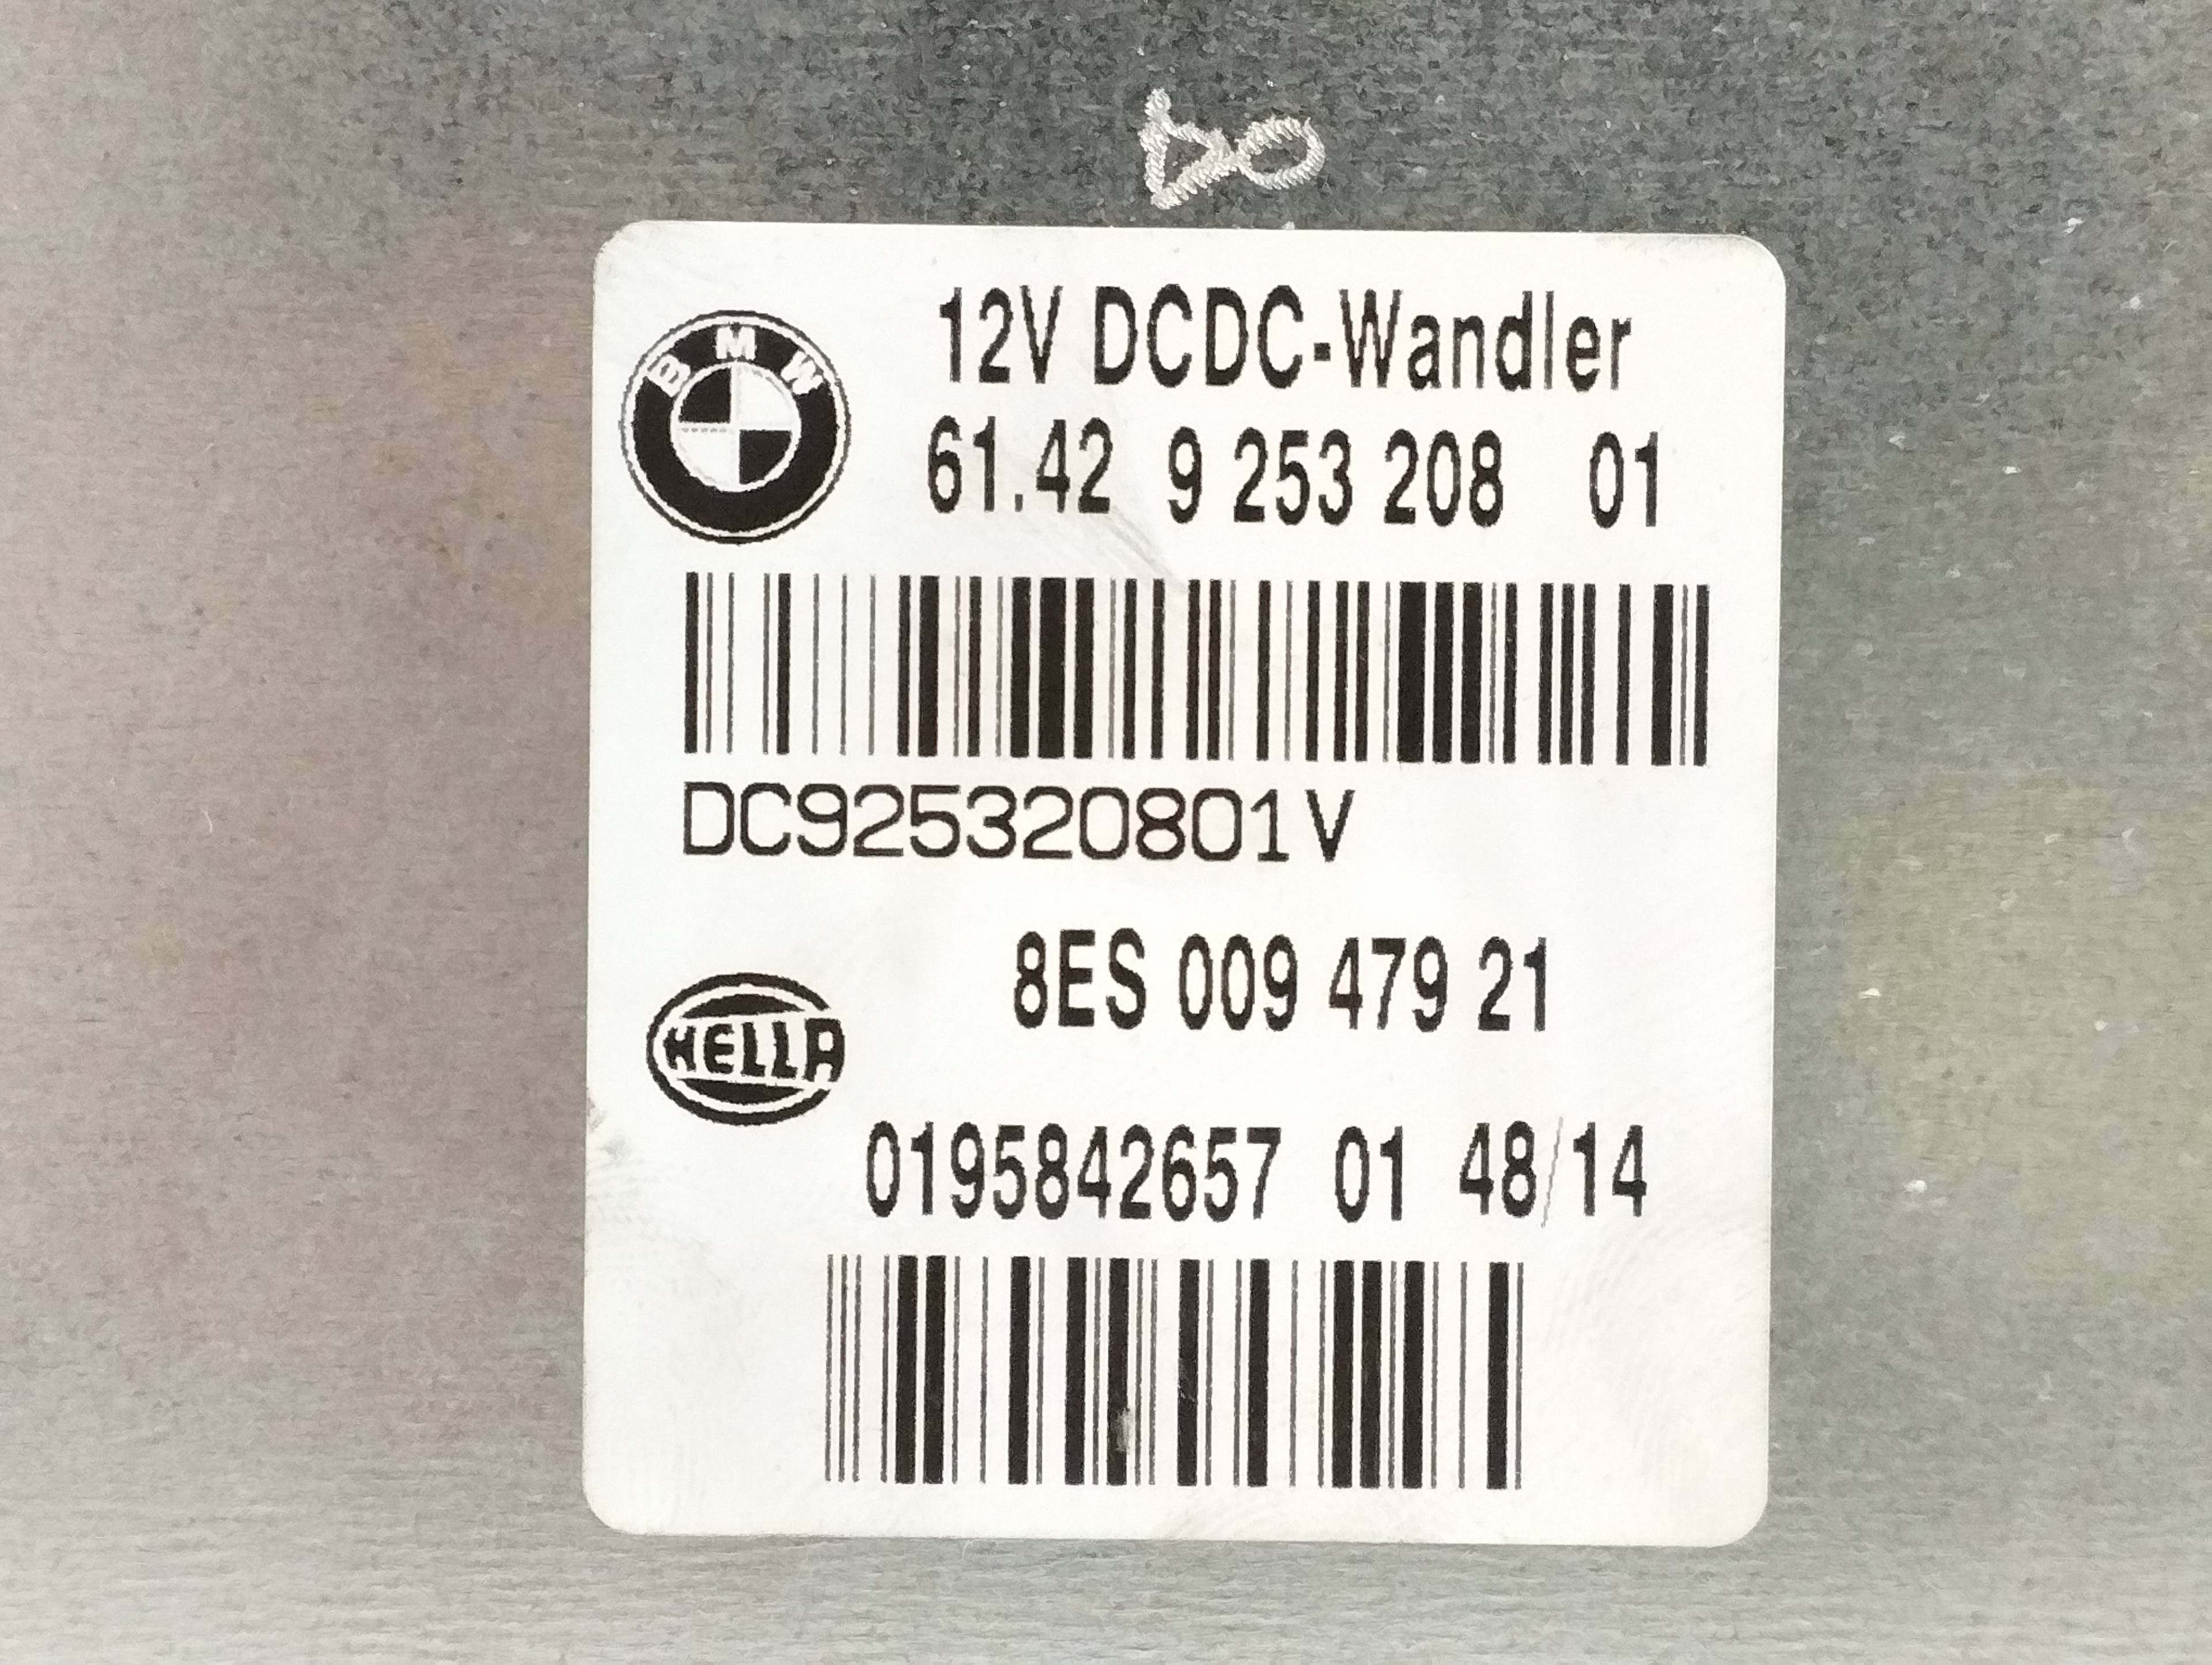 12V DCDC-Wandler
BMW
61.42 9 253 208 01
DC925320801V
8ES 009 479 21
HELLA
0195842657 01 48/14